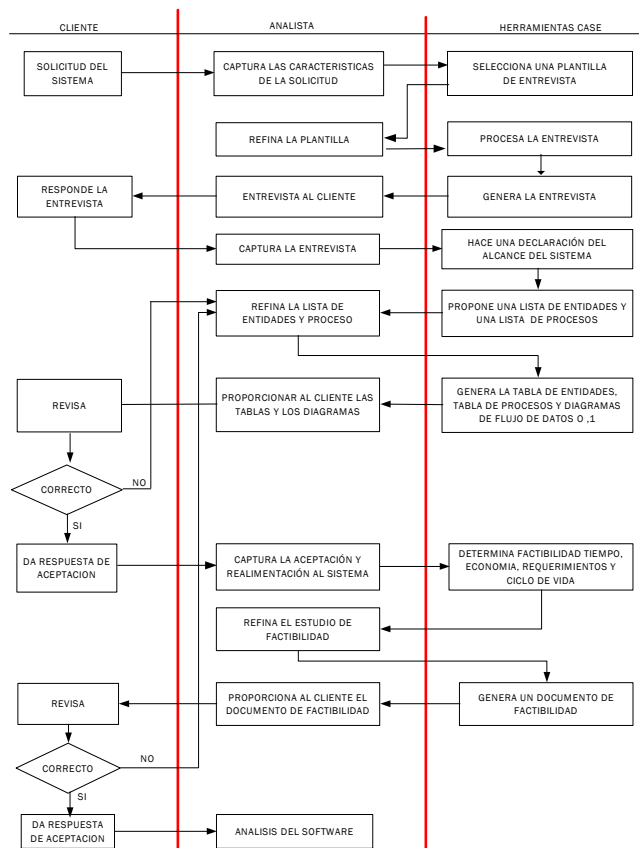 CLIENTE
ANALISTA
HERRAMIENTAS CASE
SOLICITUD DEL
SISTEMA
CAPTURA LAS CARACTERISTICAS
DE LA SOLICITUD
SELECCIONA UNA PLANTILLA
DE ENTREVISTA
REFINA LA PLANTILLA
PROCESA LA ENTREVISTA
RESPONDE LA
ENTREVISTA
ENTREVISTA AL CLIENTE
GENERA LA ENTREVISTA
CAPTURA LA ENTREVISTA
HACE UNA DECLARACIÓN DEL
ALCANCE DEL SISTEMA
REFINA LA LISTA DE
ENTIDADES Y PROCESO
PROPONE UNA LISTA DE ENTIDADES Y
UNA LISTA DE PROCESOS
REVISA
PROPORCIONAR AL CLIENTE LAS
TABLAS Y LOS DIAGRAMAS
GENERA LA TABLA DE ENTIDADES,
TABLA DE PROCESOS Y DIAGRAMAS
DE FLUJO DE DATOS O ,1
CORRECTO
NO
SI
DA RESPUESTA DE
ACEPTACION
CAPTURA LA ACEPTACIÓN Y
REALIMENTACIÓN AL SISTEMA
DETERMINA FACTIBILIDAD TIEMPO,
ECONOMIA, REQUERIMIENTOS Y
CICLO DE VIDA
REFINA EL ESTUDIO DE
FACTIBILIDAD
REVISA
PROPORCIONA AL CLIENTE EL
DOCUMENTO DE FACTIBILIDAD
GENERA UN DOCUMENTO DE
FACTIBILIDAD
CORRECTO
NO
SI
DA RESPUESTA
DE ACEPTACION
ANALISIS DEL SOFTWARE